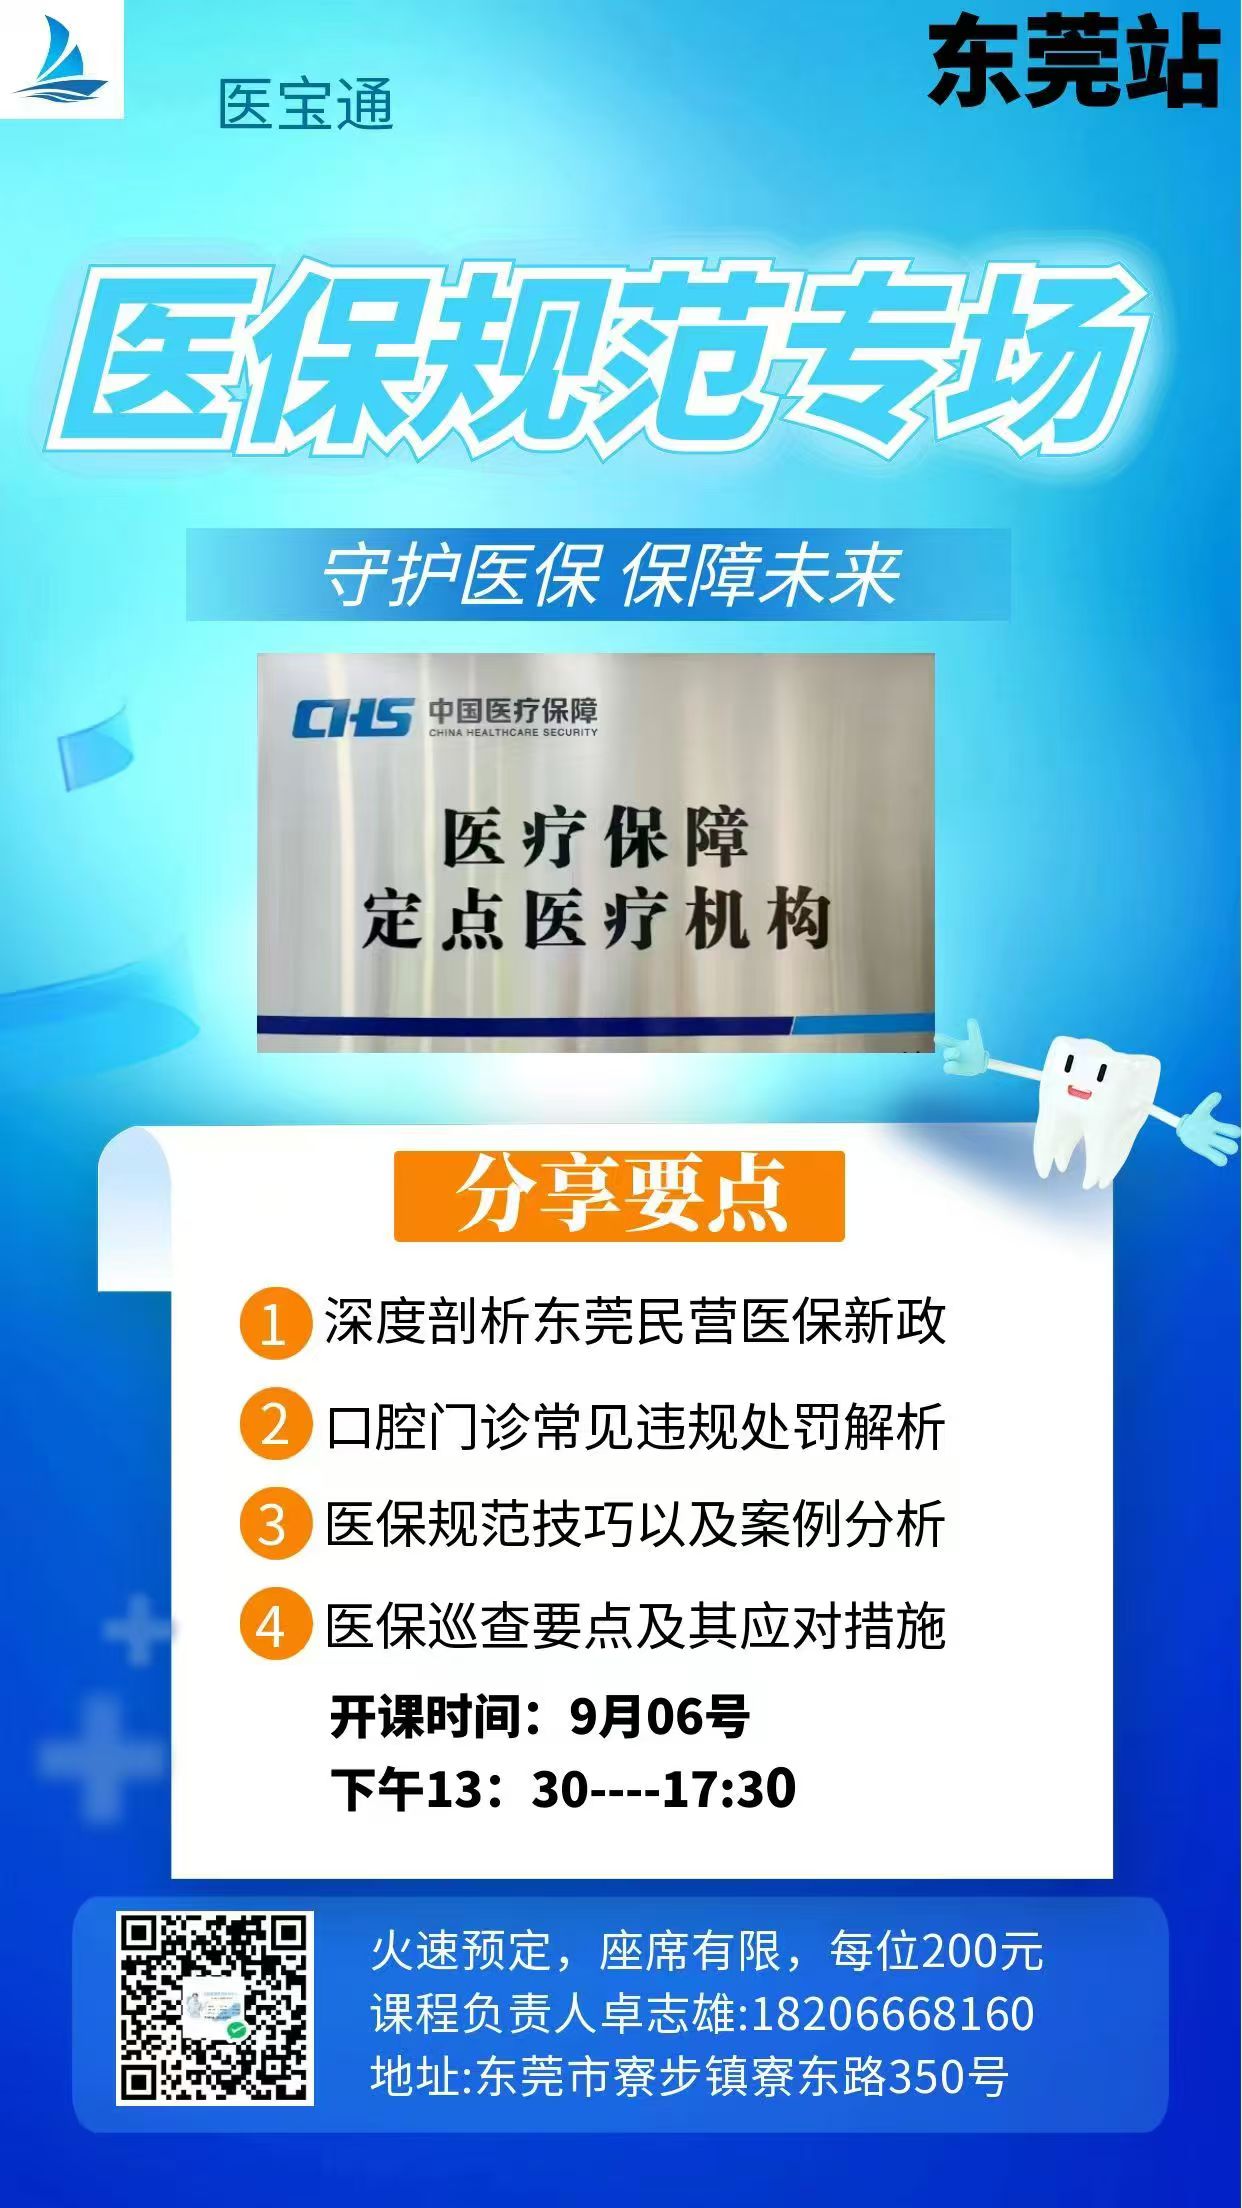 东莞站
医宝通
医保规范专场
守护医保 保障未来
CHS 中国医疗保障
CHINA HEALTHCARE SECURITY
医疗保障
定点医疗机构
分享要点
1 深度剖析东莞民营医保新政
2 口腔门诊常见违规处罚解析
3 医保规范技巧以及案例分析
4 医保巡查要点及其应对措施
开课时间：9月06号
下午13：30----17:30
火速预定，座席有限，每位200元
课程负责人卓志雄:18206668160
地址:东莞市寮步镇寮东路350号